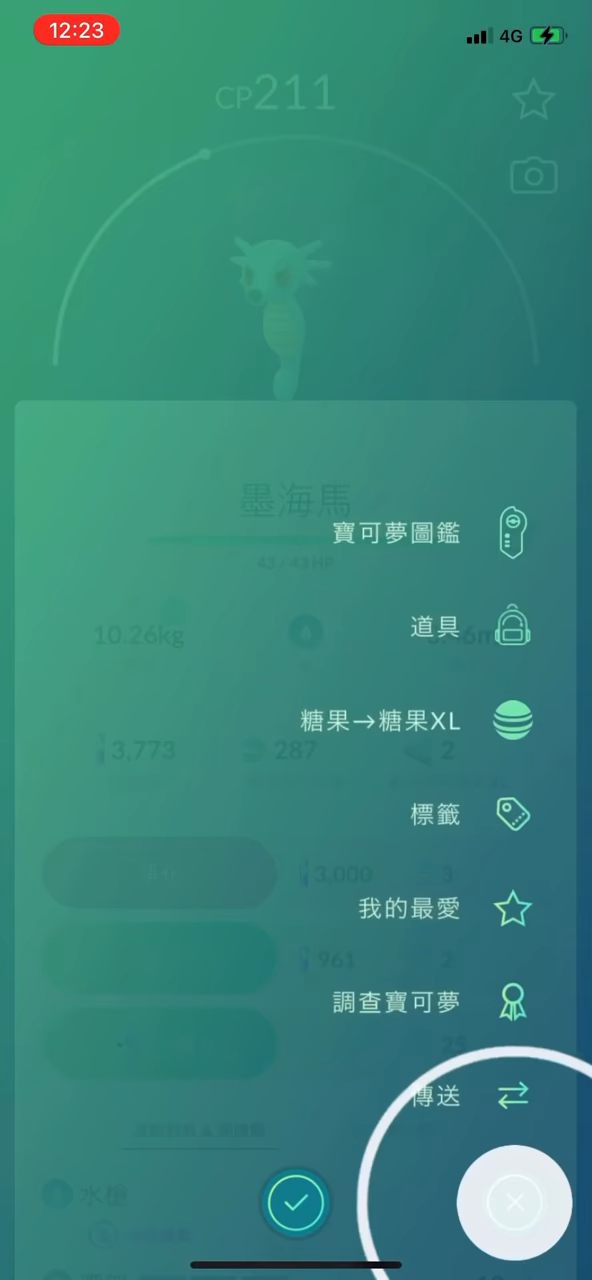 12:23
4G
CP211
墨海馬
寶可夢圖鑑
43 / 43 HP
道具
10.26kg
糖果→糖果XL
3,773
287
2
標籤
3,000
3
我的最愛
961
2
調查寶可夢
25
傳送
水槍